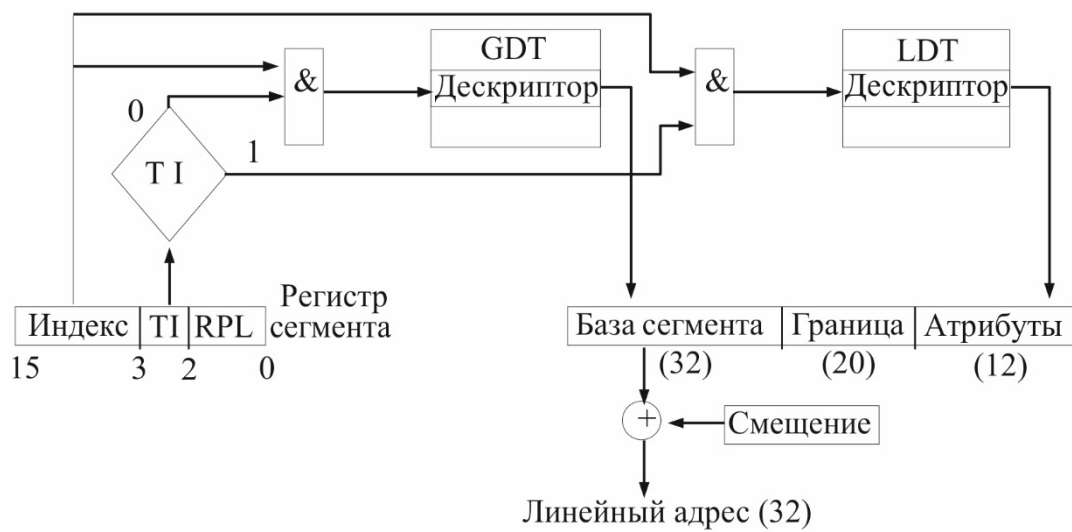 GDT
LDT
&
Дескриптор
&
Дескриптор
0
1
T I
Регистр
сегмента
Индекс TI RPL
15 3 2 0
База сегмента Граница Атрибуты
(32) (20) (12)
+
Смещение
Линейный адрес (32)